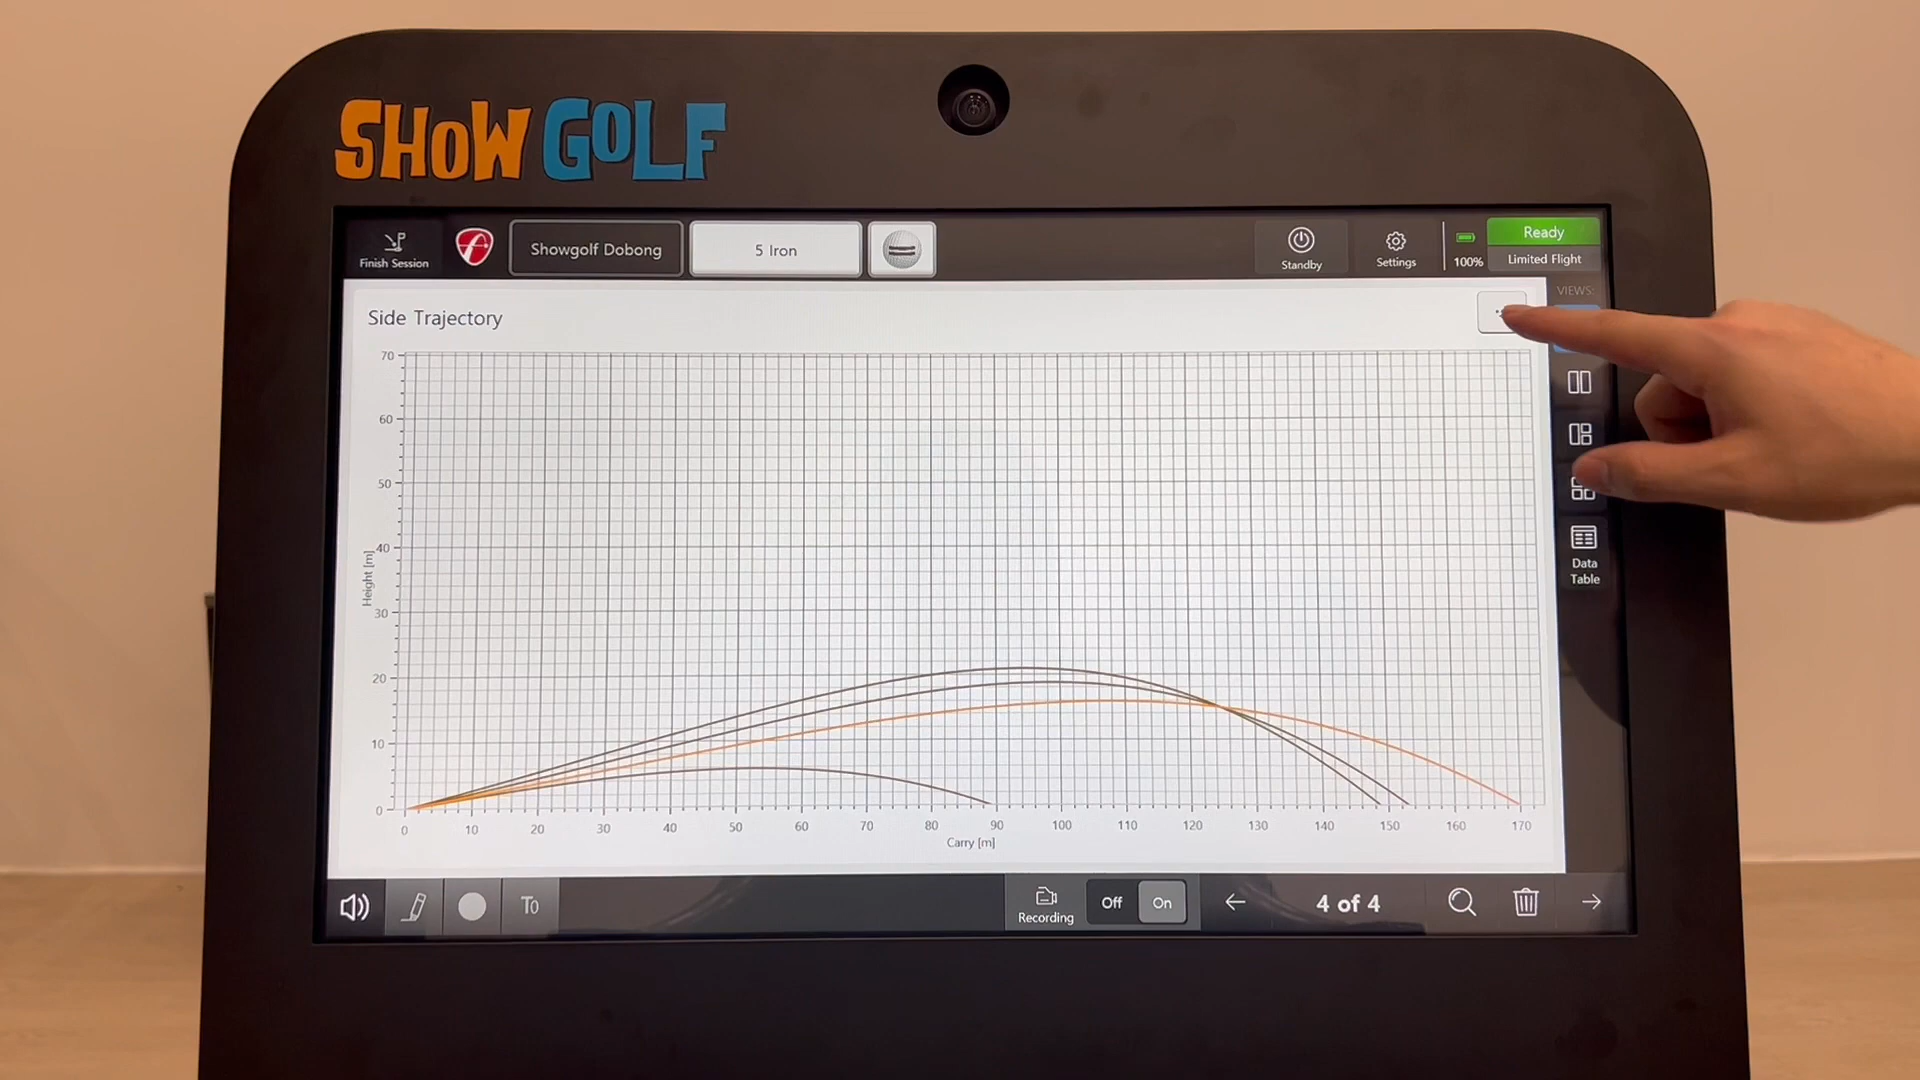 SHOW GOLF
Finish Session
Showgolf Dobong
5 Iron
Standby
Settings
100%
Ready
Limited Flight
VIEWS:
Side Trajectory
70
60
50
40
30
20
10
0
Height [m]
0 10 20 30 40 50 60 70 80 90 100 110 120 130 140 150 160 170
Carry [m]
Data
Table
T0
Recording
Off
On
4 of 4